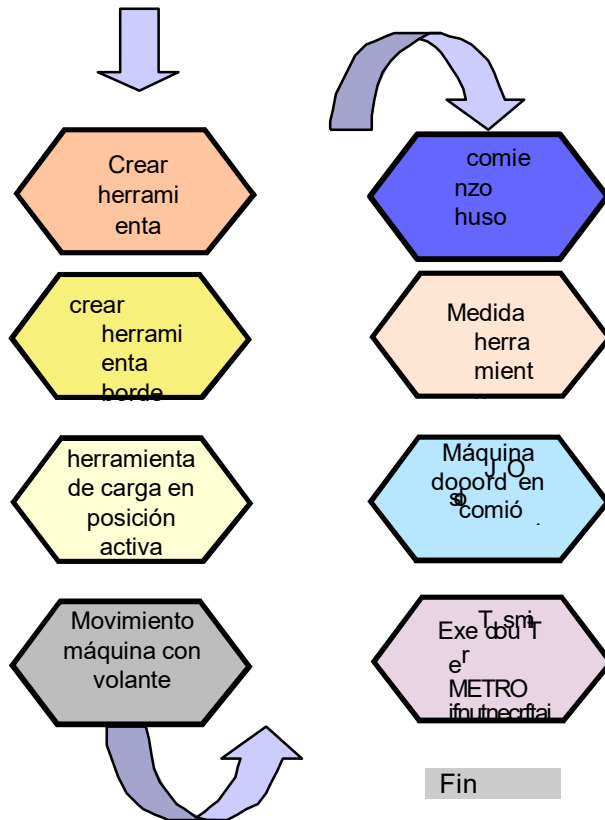 Crear
herrami
enta
crear
herrami
enta
borde
herramienta
de carga en
posición
activa
Movimiento
máquina con
volante
comie
nzo
huso
Medida
herra
mient
Máquina
en
comió
METRO
Fin